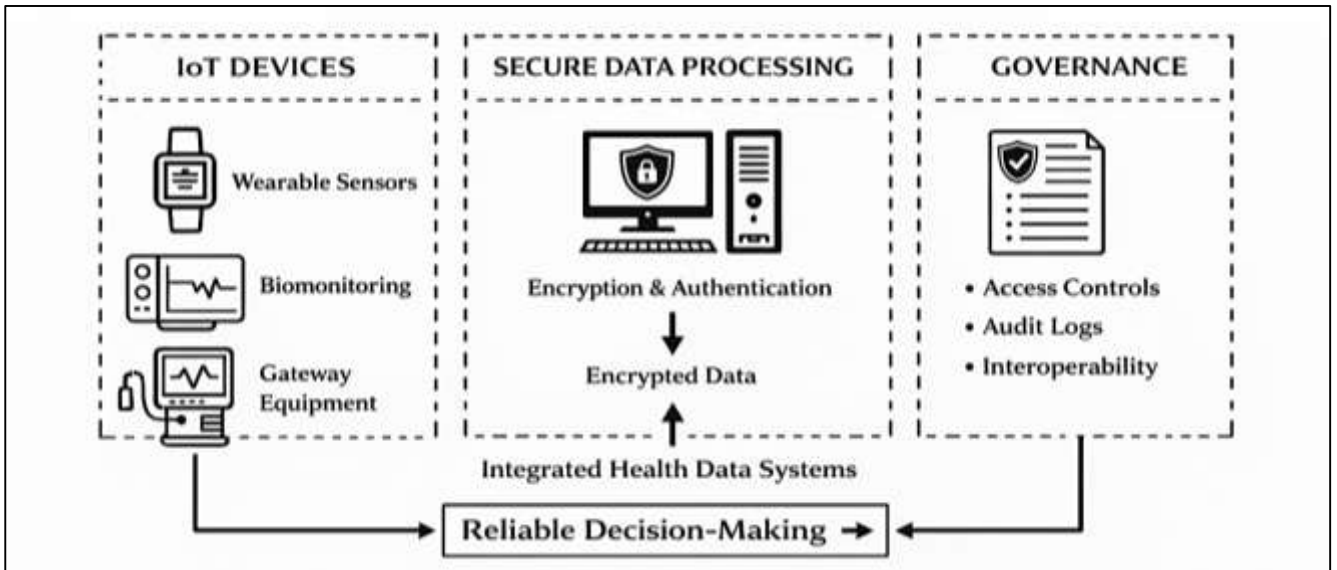 IoT DEVICES
Wearable Sensors
Biomonitoring
Gateway
Equipment
SECURE DATA PROCESSING
Encryption & Authentication
Encrypted Data
Integrated Health Data Systems
GOVERNANCE
• Access Controls
• Audit Logs
• Interoperability
Reliable Decision-Making →